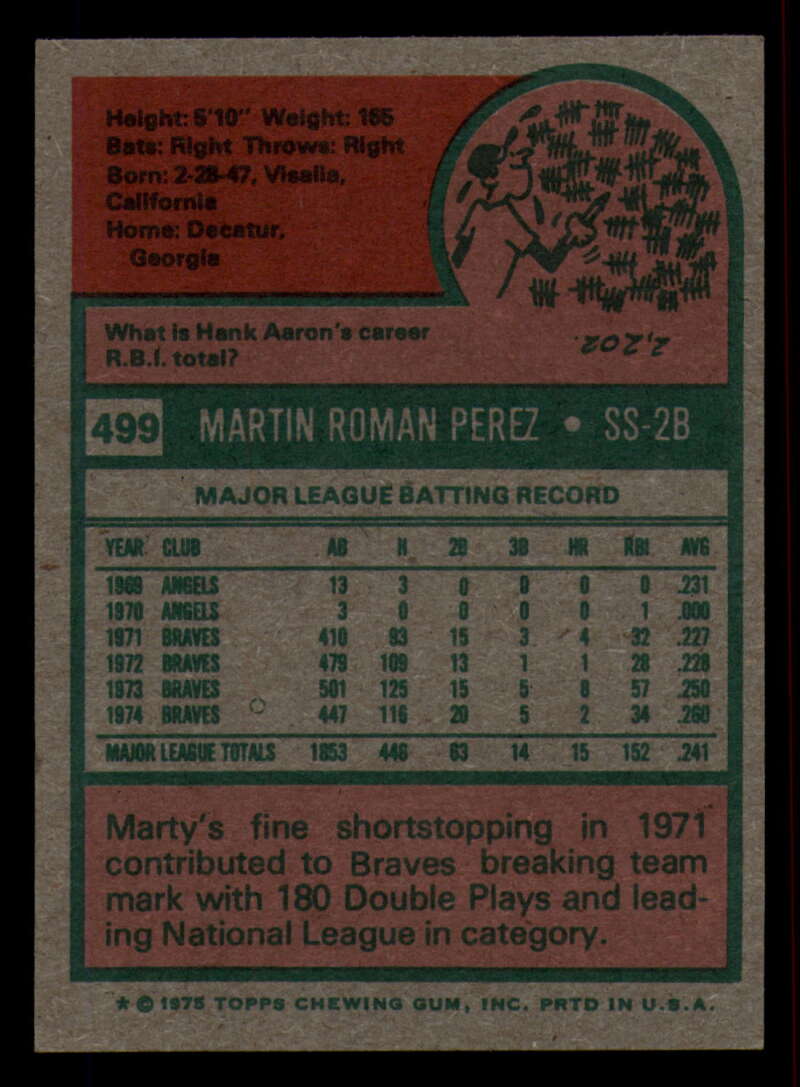 Height: 5'10" Weight: 165
Bats: Right Throws: Right
Born: 2-28-47, Visalia,
California
Home: Decatur,
Georgia
What is Hank Aaron's career
R.B.I. total?
2,202.
499 MARTIN ROMAN PEREZ • SS-2B
MAJOR LEAGUE BATTING RECORD
YEAR CLUB AB H 2B 3B HR RBI AVG
1969 ANGELS 13 3 0 0 0 0 .231
1970 ANGELS 3 0 0 0 0 1 .000
1971 BRAVES 410 93 15 3 4 32 .227
1972 BRAVES 479 109 13 1 1 28 .228
1973 BRAVES 501 125 15 5 8 57 .250
1974 BRAVES 447 116 20 5 2 34 .260
MAJOR LEAGUE TOTALS 1853 446 63 14 15 152 .241
Marty's fine shortstopping in 1971
contributed to Braves breaking team
mark with 180 Double Plays and lead-
ing National League in category.
* © 1975 TOPPS CHEWING GUM, INC. PRTD IN U.S.A.